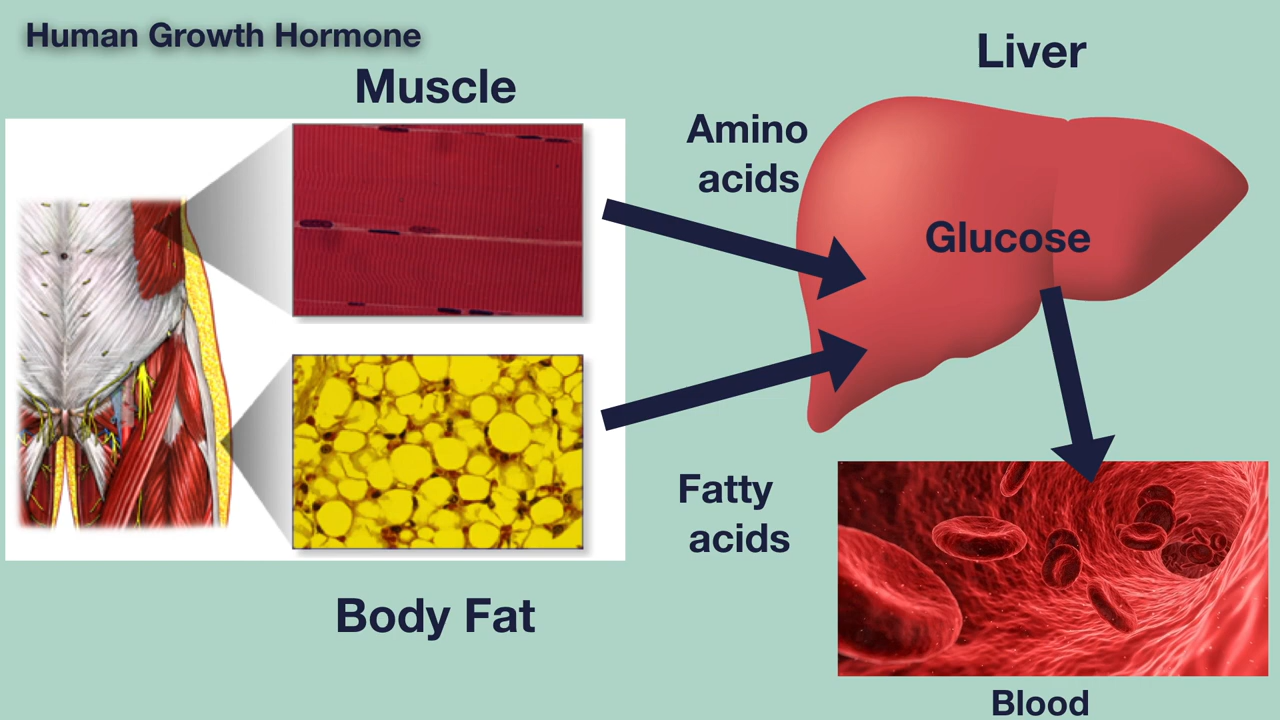 Human Growth Hormone
Muscle
Liver
Amino
acids
Glucose
Fatty
acids
Body Fat
Blood